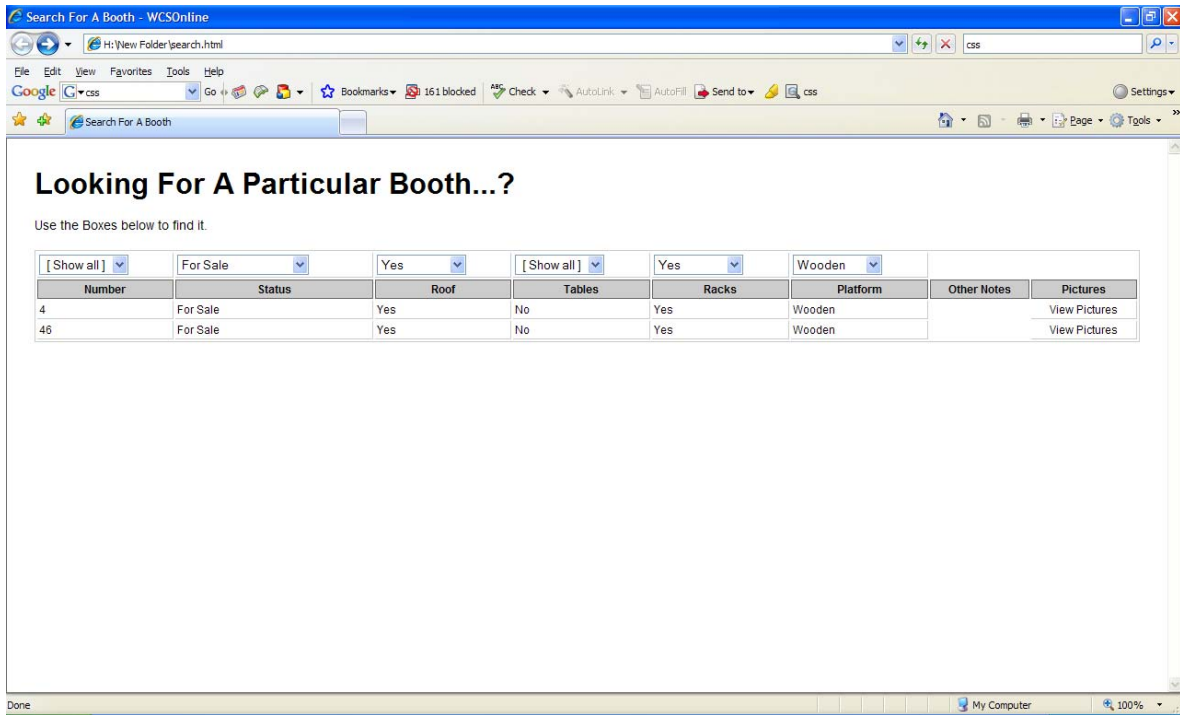 Search For A Booth - WCSOnline
H:\New Folder\search.html
css
File Edit View Favorites Tools Help
Google G css Go Bookmarks 161 blocked ABC Check AutoLink AutoFill Send to css Settings
Search For A Booth
Page Tools »
Looking For A Particular Booth...?
Use the Boxes below to find it.
[ Show all ] For Sale Yes [ Show all ] Yes Wooden
Number Status Roof Tables Racks Platform Other Notes Pictures
4 For Sale Yes No Yes Wooden View Pictures
46 For Sale Yes No Yes Wooden View Pictures
Done My Computer 100%